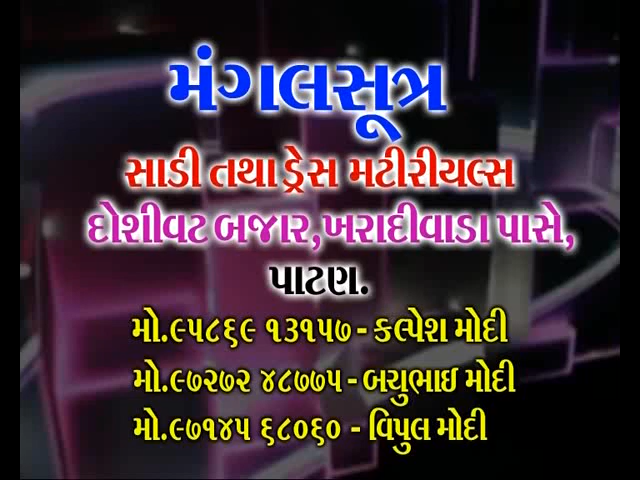 મંગલસૂત્ર
સાડી તથા ડ્રેસ મટીરીયલ્સ
દોશીવટ બજાર,ખરાદીવાડા પાસે,
પાટણ.
મો.૯૫૮૬૯ ૧૩૧૫૭ - કલ્પેશ મોદી
મો.૯૭૨૭૨ ૪૮૭૭૫ - બચુભાઇ મોદી
મો.૯૭૧૪૫ ૬૮૦૬૦ - વિપુલ મોદી